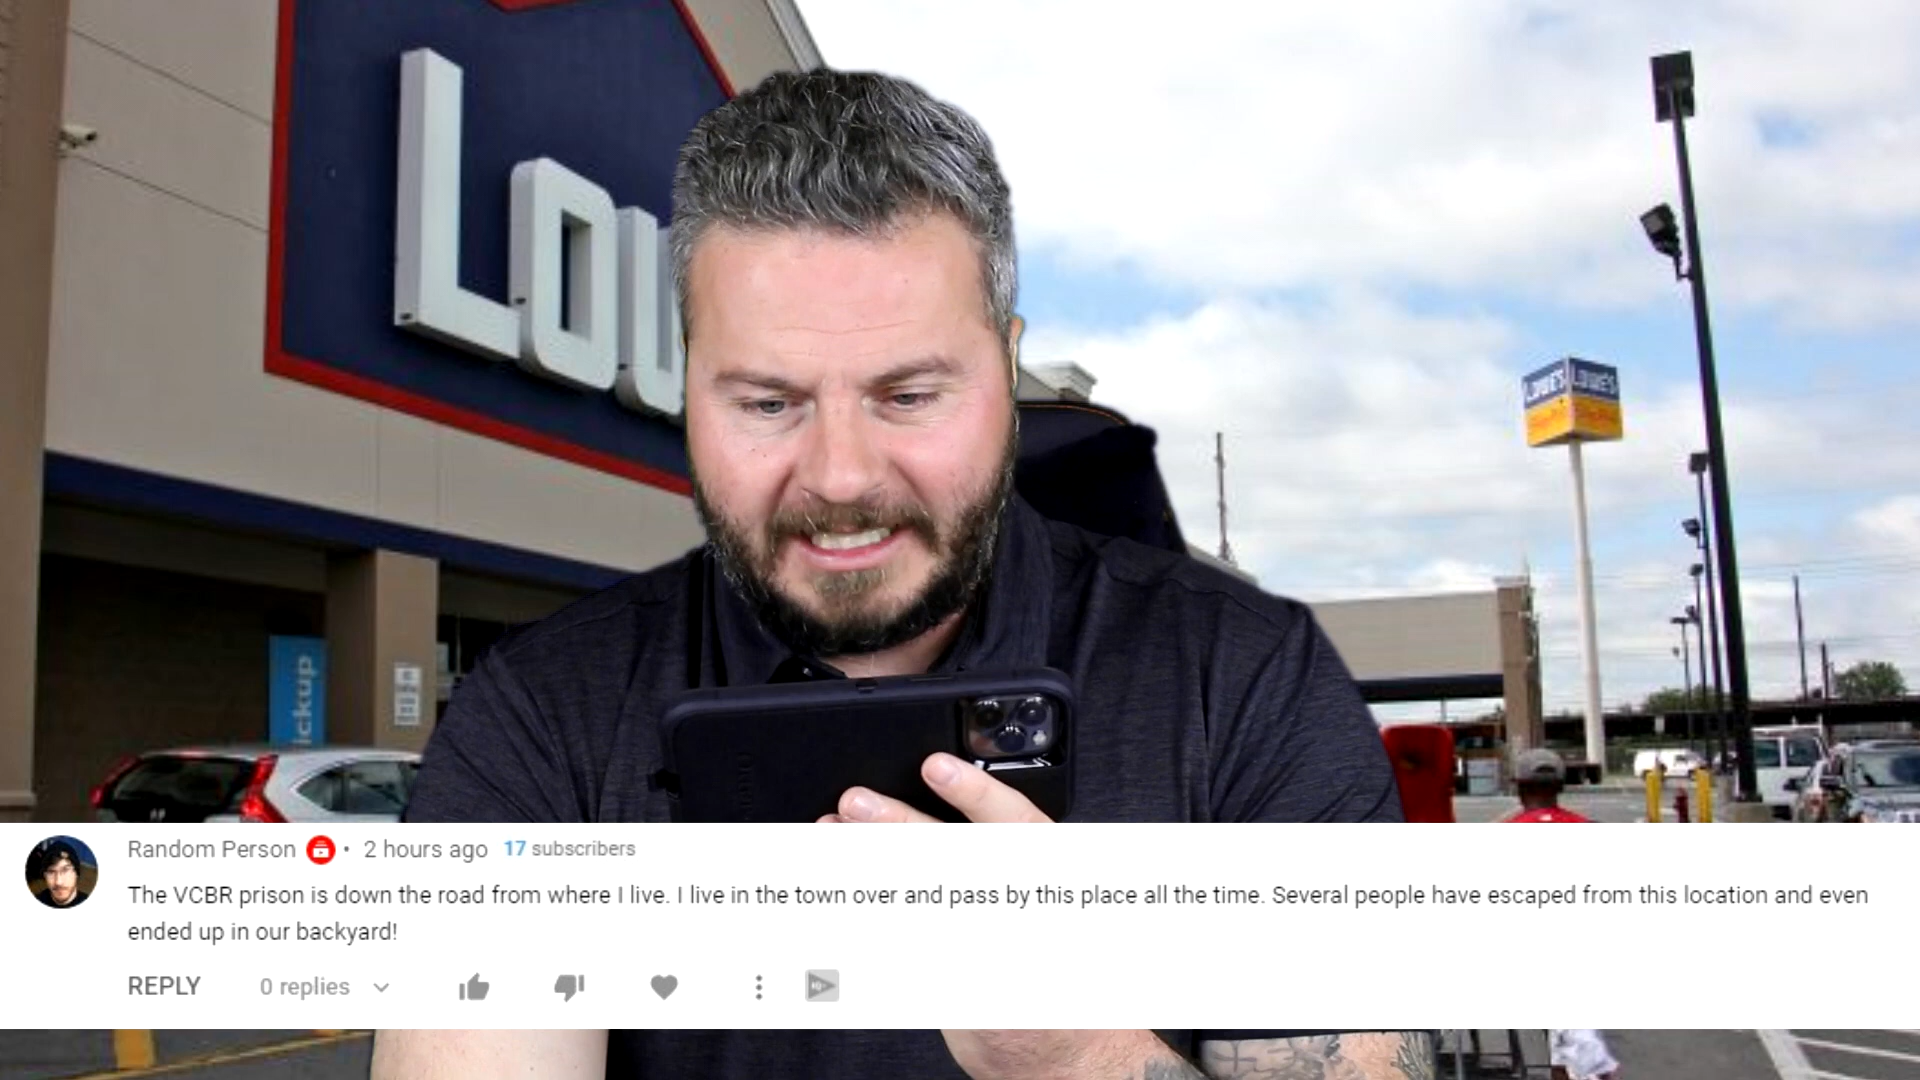 Low
LOWE'S LOWE'S
ickup
Random Person • 2 hours ago 17 subscribers
The VCBR prison is down the road from where I live. I live in the town over and pass by this place all the time. Several people have escaped from this location and even
ended up in our backyard!
REPLY 0 replies